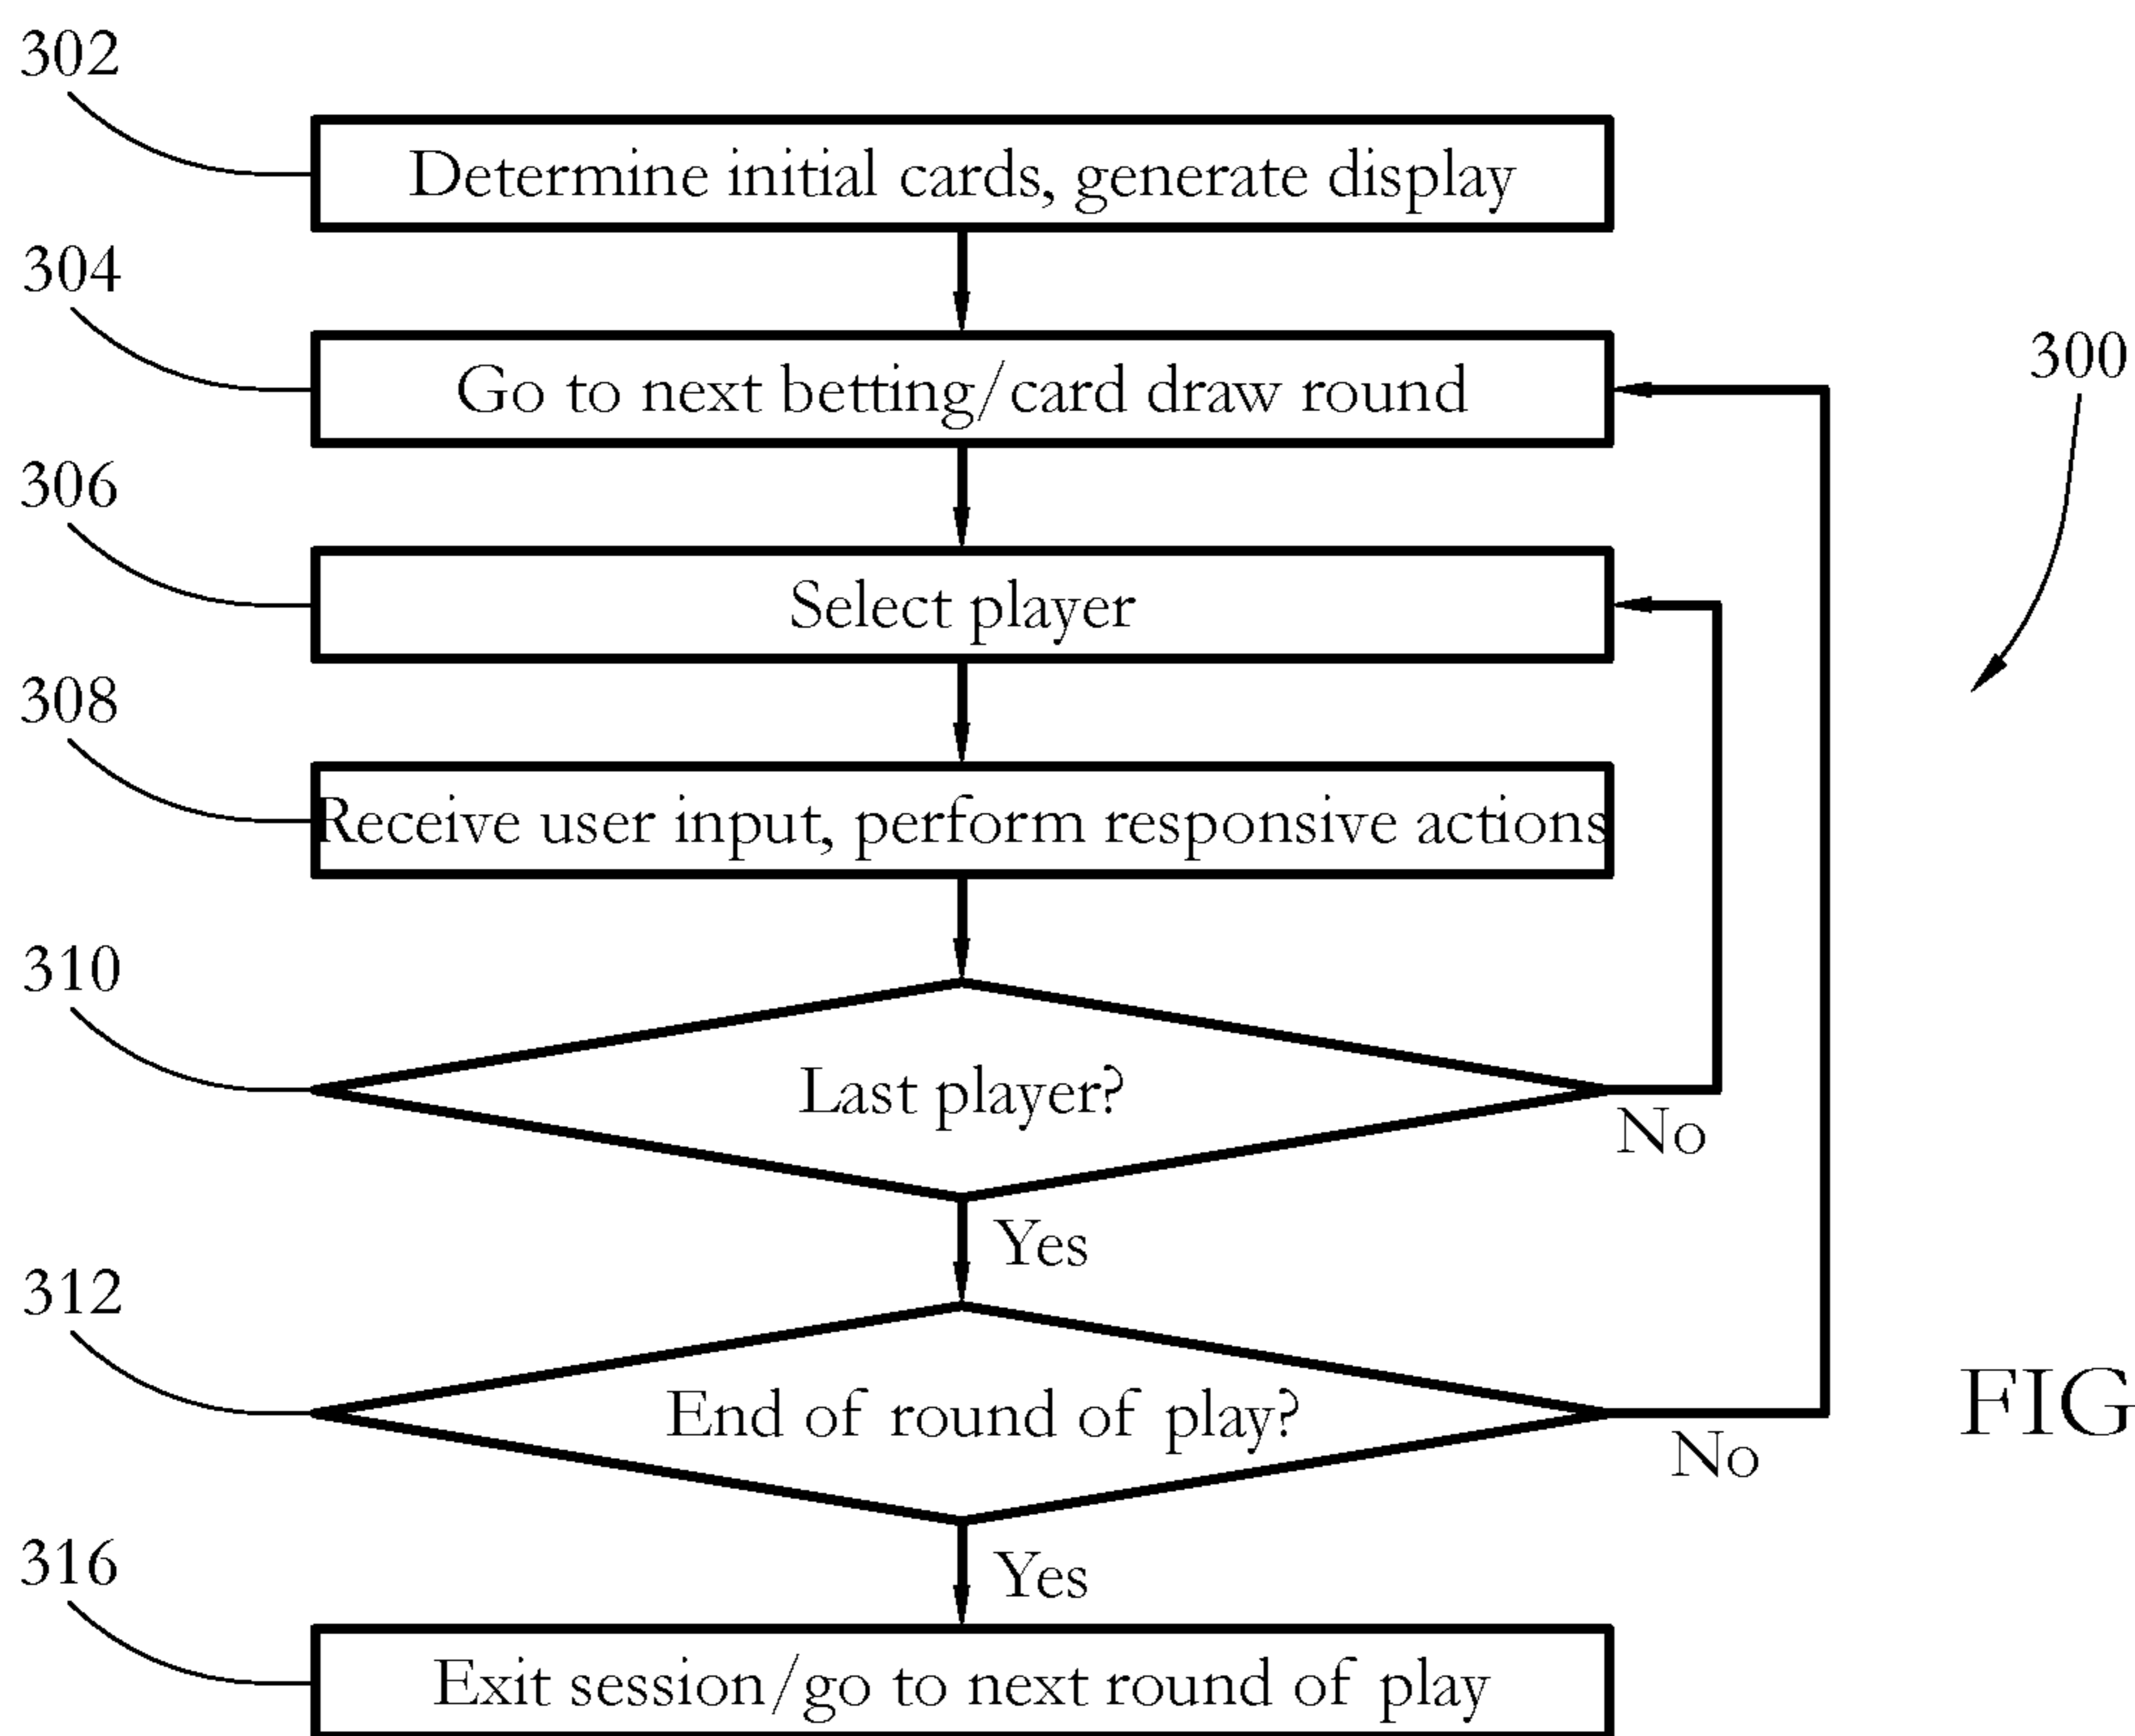 302
Determine initial cards, generate display
304
Go to next betting/card draw round
300
306
Select player
308
Receive user input, perform responsive actions
310
Last player?
No
Yes
312
End of round of play?
FIG
No
Yes
316
Exit session/go to next round of play